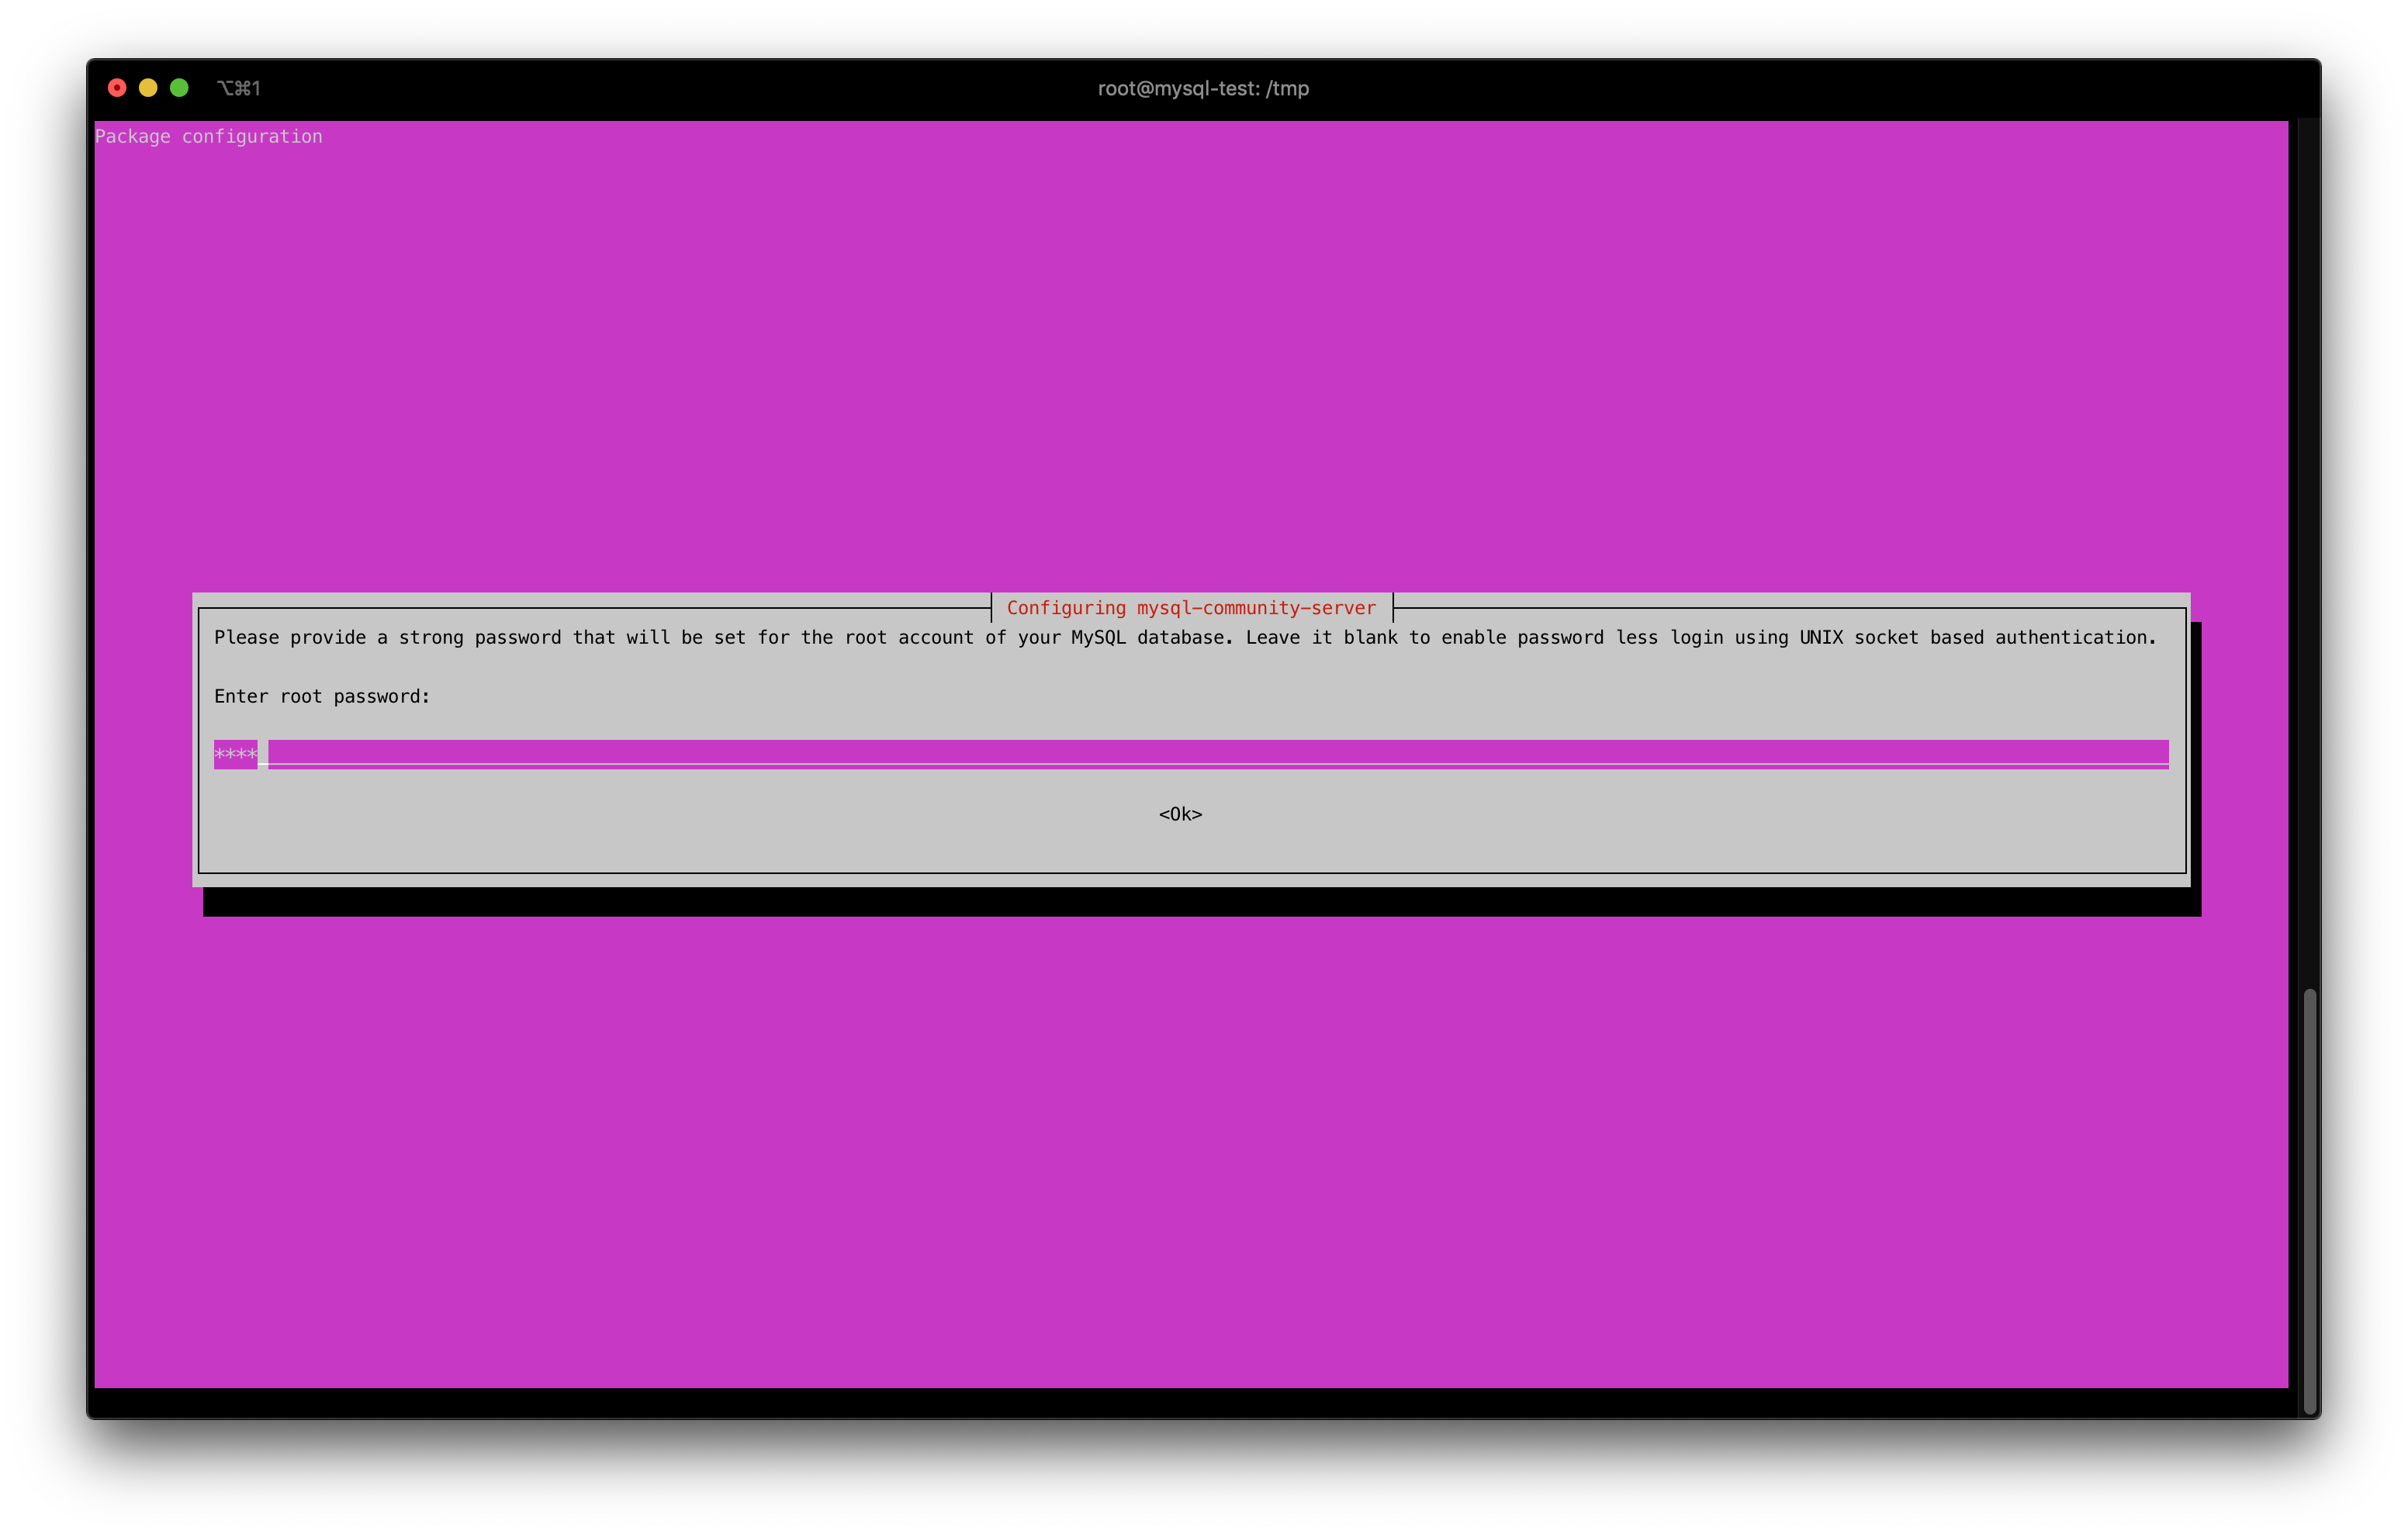 ⌥⌘1
root@mysql-test: /tmp
Package configuration
Configuring mysql-community-server
Please provide a strong password that will be set for the root account of your MySQL database. Leave it blank to enable password less login using UNIX socket based authentication.
Enter root password:
****
<Ok>